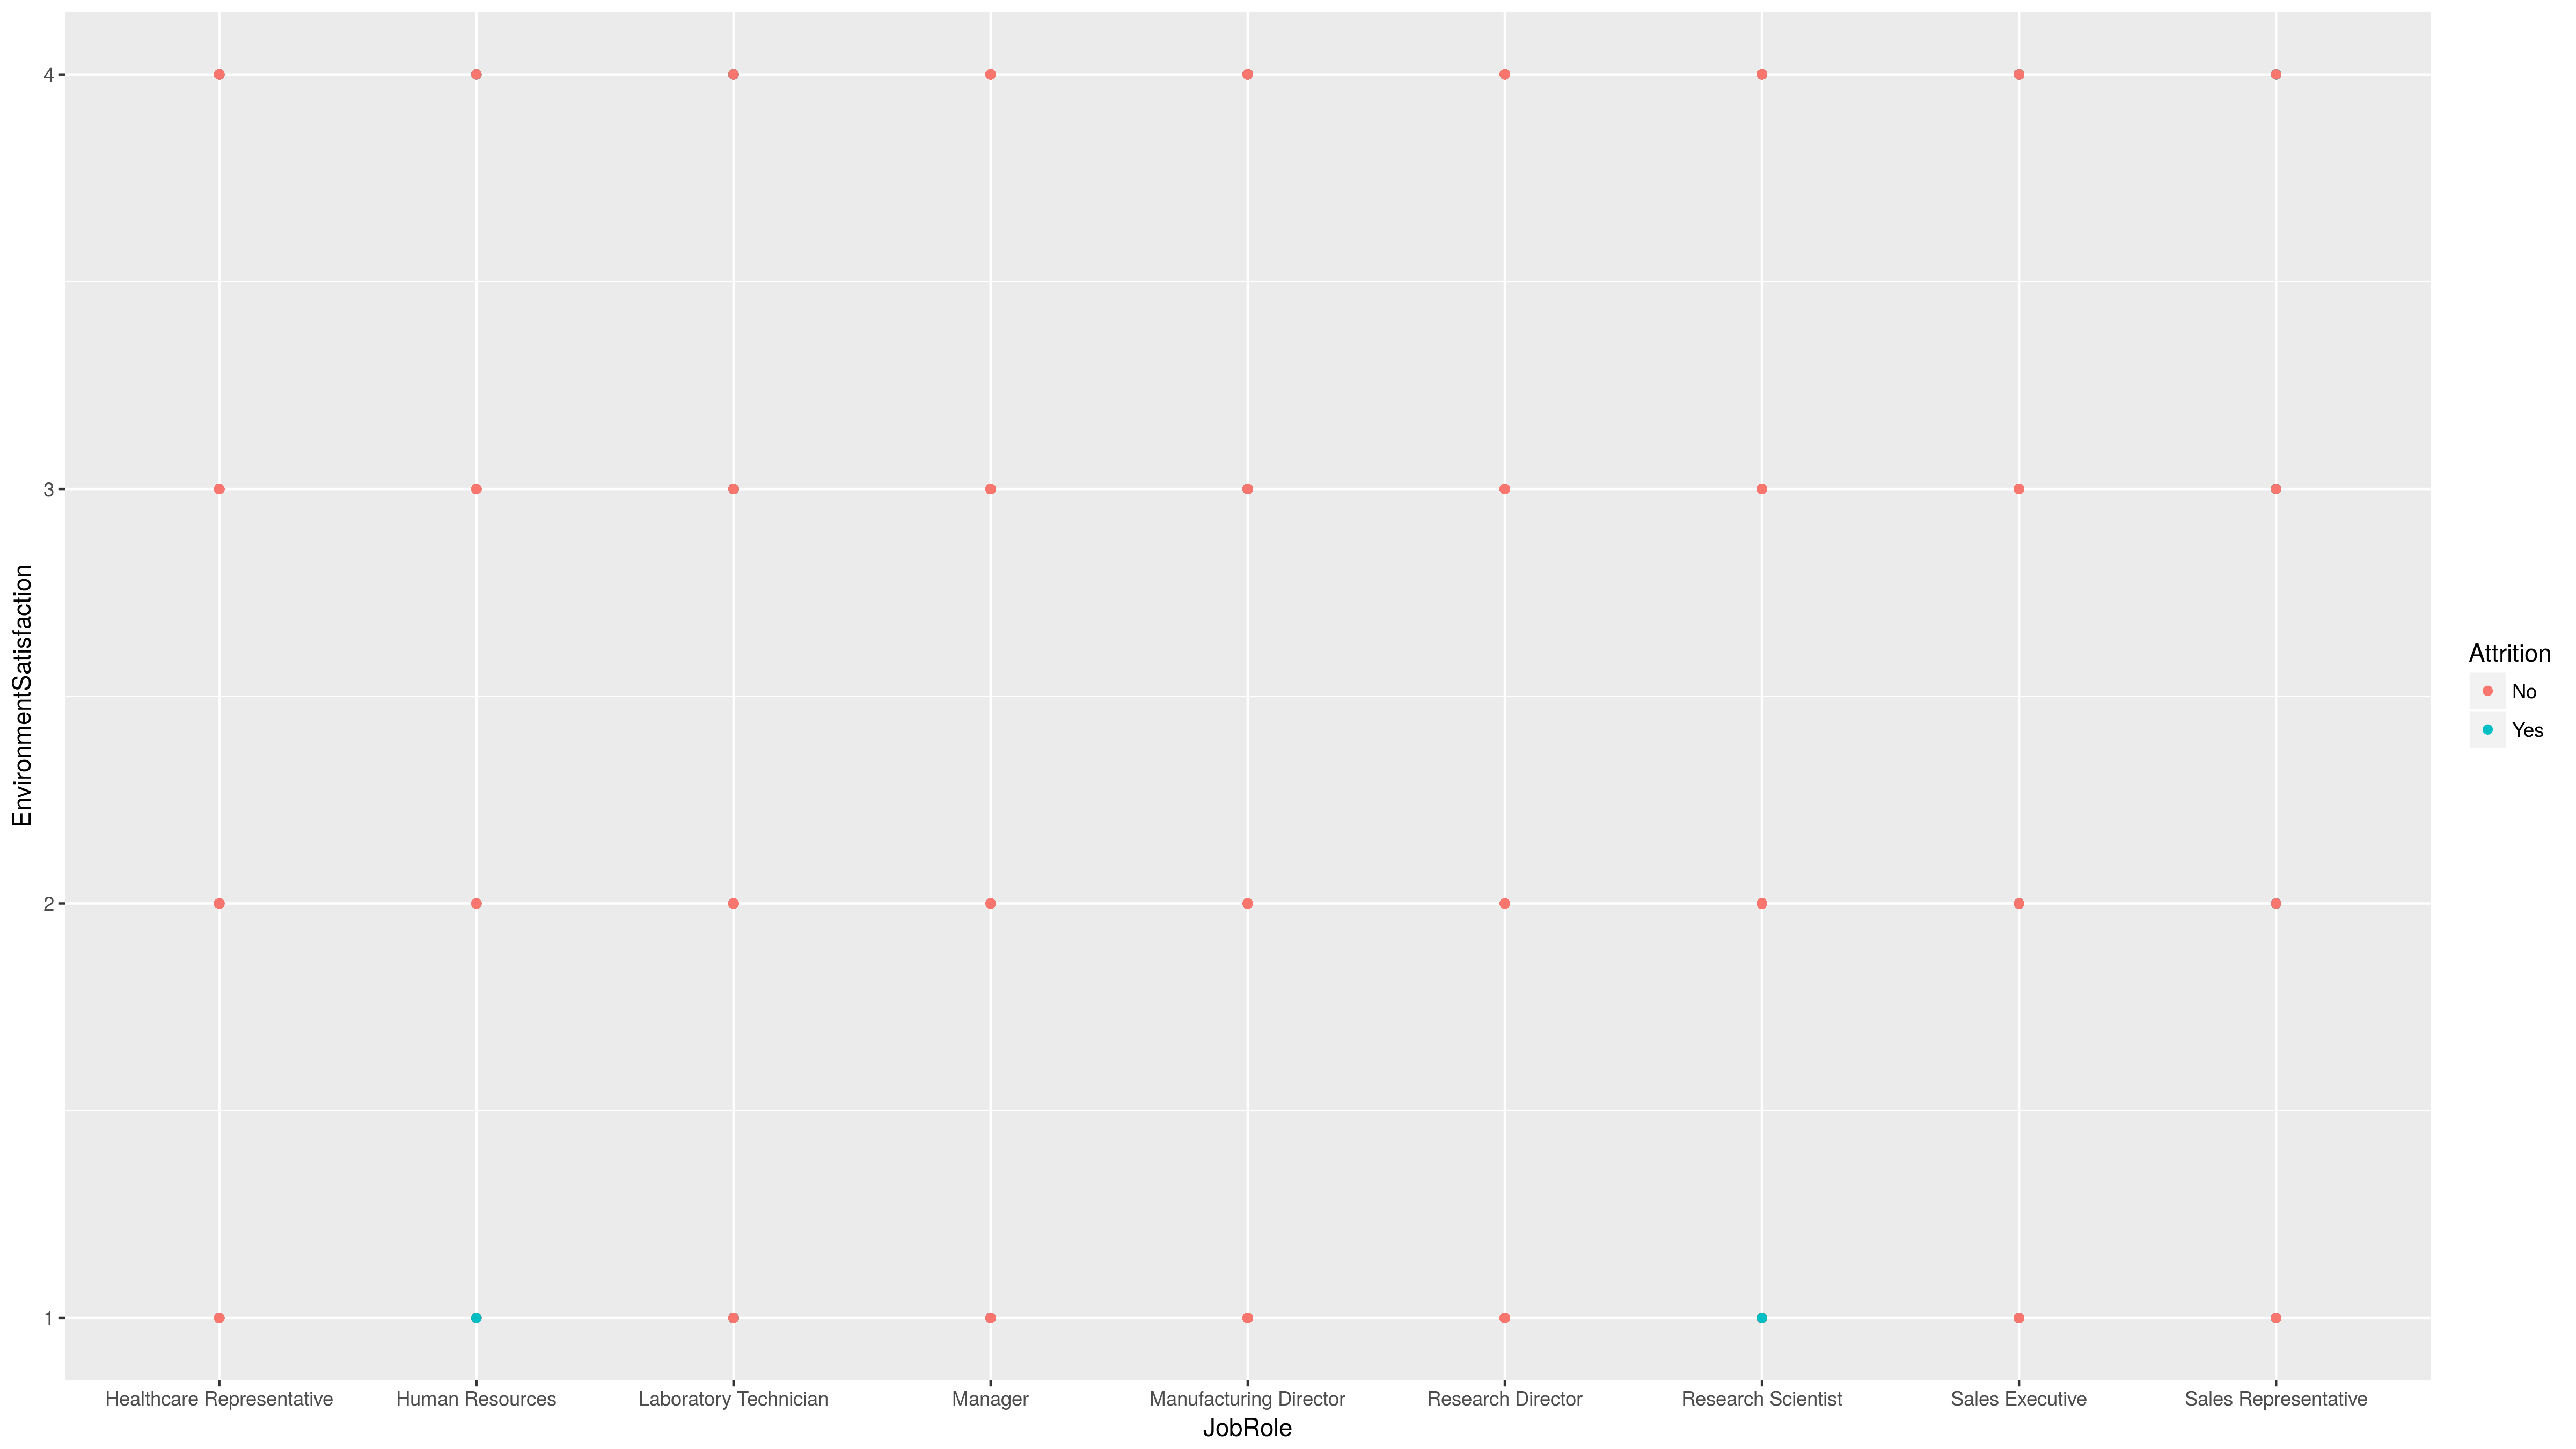 4
3
2
1
EnvironmentSatisfaction
Healthcare Representative
Human Resources
Laboratory Technician
Manager
Manufacturing Director
Research Director
Research Scientist
Sales Executive
Sales Representative
JobRole
Attrition
No
Yes